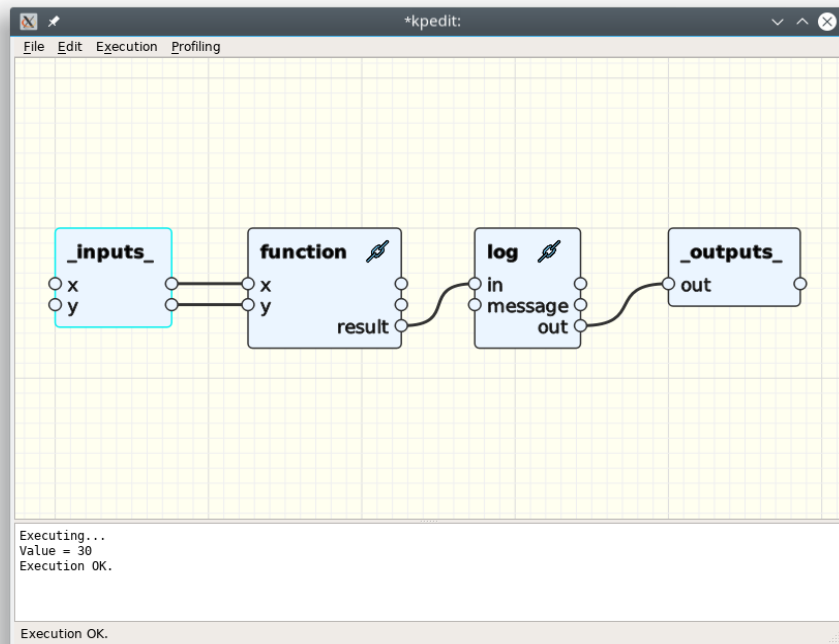 *kpedit:
File Edit Execution Profiling
_inputs_
x
y
function
x
y
result
log
in
message
out
_outputs_
out
Executing...
Value = 30
Execution OK.
Execution OK.